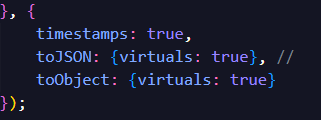 }, {
    timestamps: true,
    toJSON: {virtuals: true}, //
    toObject: {virtuals: true}
});